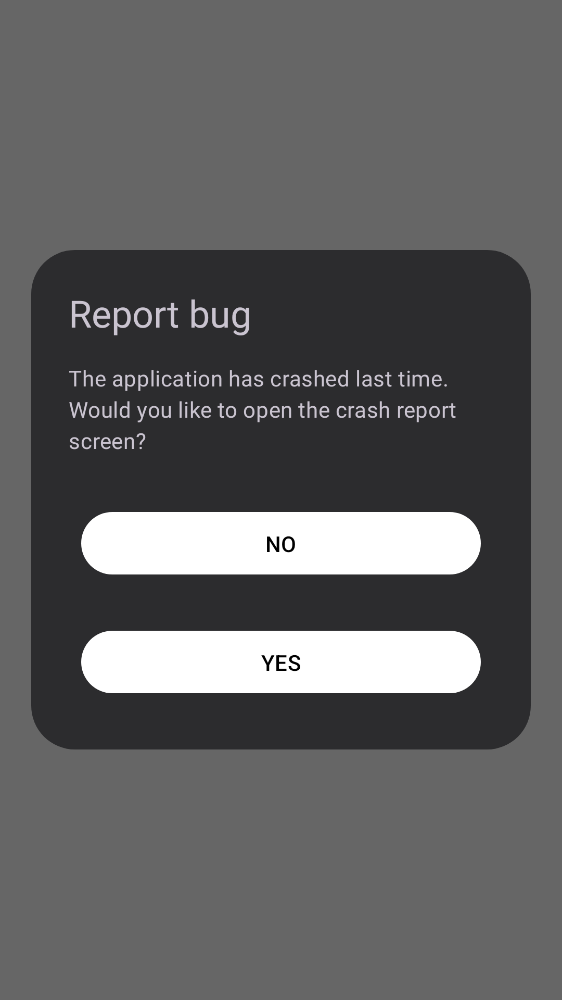 Report bug
The application has crashed last time.
Would you like to open the crash report
screen?
NO
YES